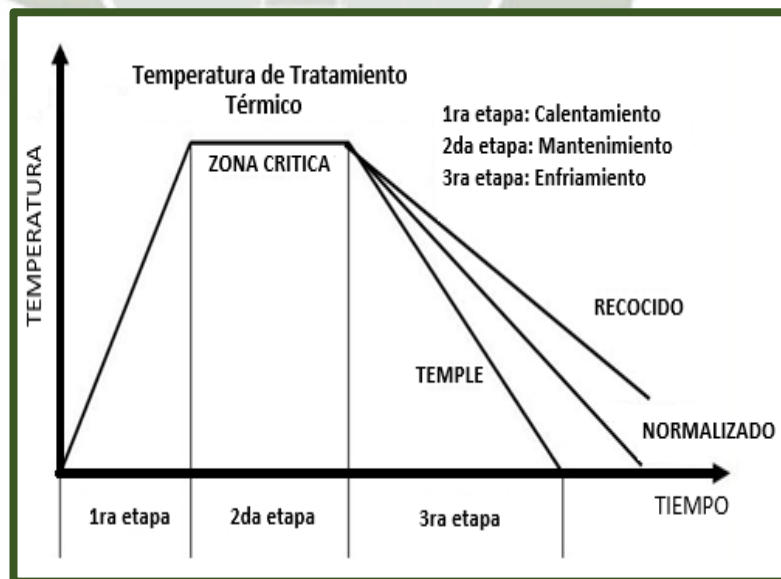 Temperatura de Tratamiento
Térmico
1ra etapa: Calentamiento
2da etapa: Mantenimiento
3ra etapa: Enfriamiento
ZONA CRITICA
TEMPERATURA
RECOCIDO
TEMPLE
NORMALIZADO
TIEMPO
1ra etapa
2da etapa
3ra etapa